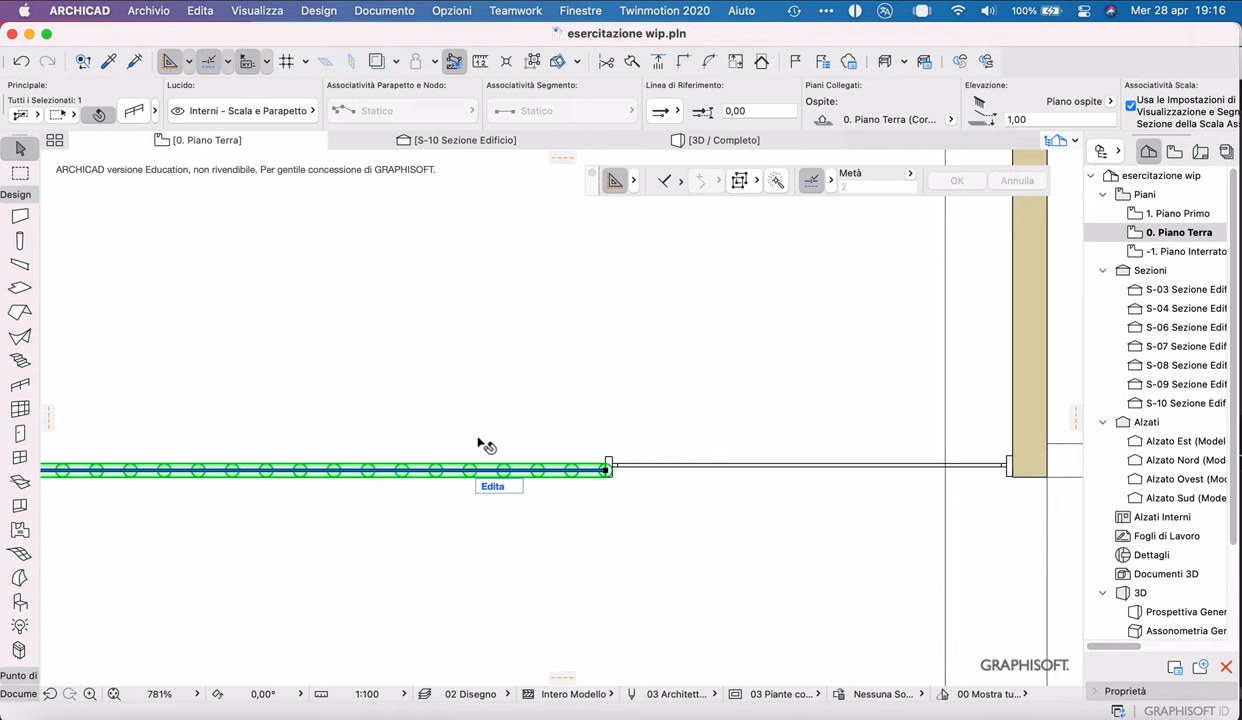 ARCHICAD Archivio Edita Visualizza Design Documento Opzioni Teamwork Finestre Twinmotion 2020 Aiuto 100% Mer 28 apr 19:16
esercitazione wip.pln
Principale: Lucido: Associatività Parapetto e Nodo: Associatività Segmento: Linea di Riferimento: Piani Collegati: Elevazione: Associatività Scala:
Tutti i Selezionati: 1
Interni - Scala e Parapetto
Statico
Statico
0,00
Ospite:
0. Piano Terra (Cor...
Piano ospite
1,00
Usa le Impostazioni di
Visualizzazione e Segn
Sezione della Scala Ass
[0. Piano Terra]
[S-10 Sezione Edificio]
[3D / Completo]
ARCHICAD versione Education, non rivendibile. Per gentile concessione di GRAPHISOFT.
Metà
2
OK
Annulla
Design
Edita
esercitazione wip
Piani
1. Piano Primo
0. Piano Terra
-1. Piano Interrato
Sezioni
S-03 Sezione Edif
S-04 Sezione Edif
S-06 Sezione Edif
S-07 Sezione Edif
S-08 Sezione Edif
S-09 Sezione Edif
S-10 Sezione Edif
Alzati
Alzato Est (Model
Alzato Nord (Mode
Alzato Ovest (Mod
Alzato Sud (Mode
Alzati Interni
Fogli di Lavoro
Dettagli
Documenti 3D
3D
Prospettiva Gener
Assonometria Ger
GRAPHISOFT.
Punto di
Docume
781%
0,00°
1:100
02 Disegno
Intero Modello
03 Architett...
03 Piante co...
Nessuna So...
00 Mostra tu...
Proprietà
GRAPHISOFT ID